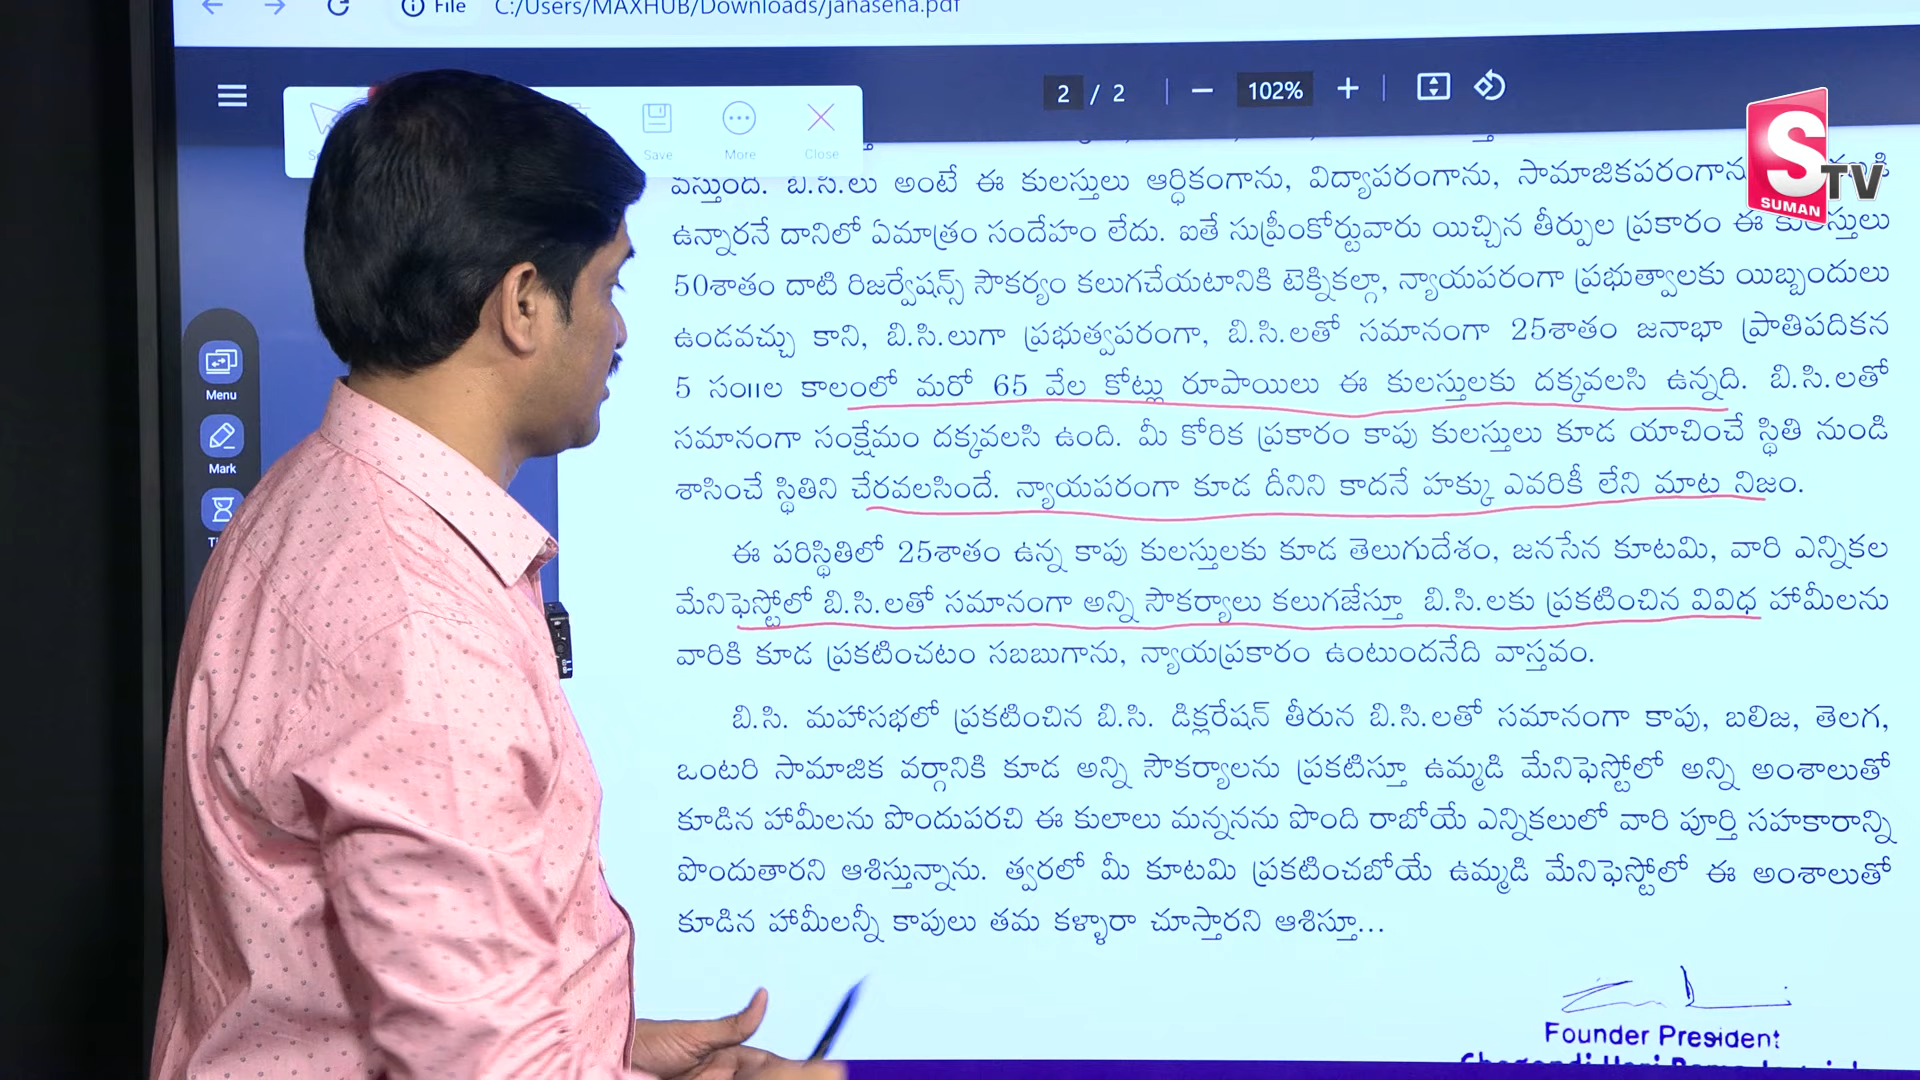 File C:/Users/MAXHUB/Downloads/janasena.pdf
2 / 2 102%
Save More Close
S TV
SUMAN
వస్తుంది. బి.సి.లు అంటే ఈ కులస్తులు ఆర్ధికంగాను, విద్యాపరంగాను, సామాజికపరంగాను
ఉన్నారనే దానిలో ఏమాత్రం సందేహం లేదు. ఐతే సుప్రీంకోర్టువారు యిచ్చిన తీర్పుల ప్రకారం ఈ కులస్తులు
50శాతం దాటి రిజర్వేషన్స్ సౌకర్యం కలుగచేయటానికి టెక్నికల్గా, న్యాయపరంగా ప్రభుత్వాలకు యిబ్బందులు
ఉండవచ్చు కాని, బి.సి.లుగా ప్రభుత్వపరంగా, బి.సి.లతో సమానంగా 25శాతం జనాభా ప్రాతిపదికన
5 సం॥ల కాలంలో మరో 65 వేల కోట్లు రూపాయిలు ఈ కులస్తులకు దక్కవలసి ఉన్నది. బి.సి.లతో
సమానంగా సంక్షేమం దక్కవలసి ఉంది. మీ కోరిక ప్రకారం కాపు కులస్తులు కూడ యాచించే స్థితి నుండి
శాసించే స్థితిని చేరవలసిందే. న్యాయపరంగా కూడ దీనిని కాదనే హక్కు ఎవరికీ లేని మాట నిజం.
ఈ పరిస్థితిలో 25శాతం ఉన్న కాపు కులస్తులకు కూడ తెలుగుదేశం, జనసేన కూటమి, వారి ఎన్నికల
మేనిఫెస్టోలో బి.సి.లతో సమానంగా అన్ని సౌకర్యాలు కలుగజేస్తూ బి.సి.లకు ప్రకటించిన వివిధ హామీలను
వారికి కూడ ప్రకటించటం సబబుగాను, న్యాయప్రకారం ఉంటుందనేది వాస్తవం.
బి.సి. మహాసభలో ప్రకటించిన బి.సి. డిక్లరేషన్ తీరున బి.సి.లతో సమానంగా కాపు, బలిజ, తెలగ,
ఒంటరి సామాజిక వర్గానికి కూడ అన్ని సౌకర్యాలను ప్రకటిస్తూ ఉమ్మడి మేనిఫెస్టోలో అన్ని అంశాలుతో
కూడిన హామీలను పొందుపరచి ఈ కులాలు మన్ననను పొంది రాబోయే ఎన్నికలులో వారి పూర్తి సహకారాన్ని
పొందుతారని ఆశిస్తున్నాను. త్వరలో మీ కూటమి ప్రకటించబోయే ఉమ్మడి మేనిఫెస్టోలో ఈ అంశాలుతో
కూడిన హామీలన్నీ కాపులు తమ కళ్ళారా చూస్తారని ఆశిస్తూ...
Menu
Mark
Founder President